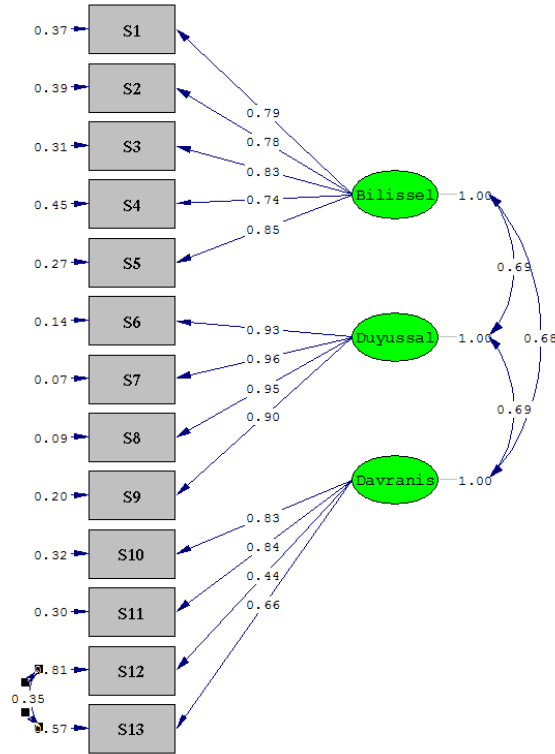 0.37 S1
0.39 S2
0.79
0.78
0.31 S3
0.83
0.45 S4
0.74
Bilissel 1.00
0.85
0.27 S5
0.69
0.14 S6
0.93
Duyussal 1.00
0.68
0.96
0.07 S7
0.95
0.69
0.90
0.09 S8
Davranis 1.00
0.20 S9
0.83
0.32 S10
0.84
0.44
0.66
0.30 S11
0.81 S12
0.35
0.57 S13